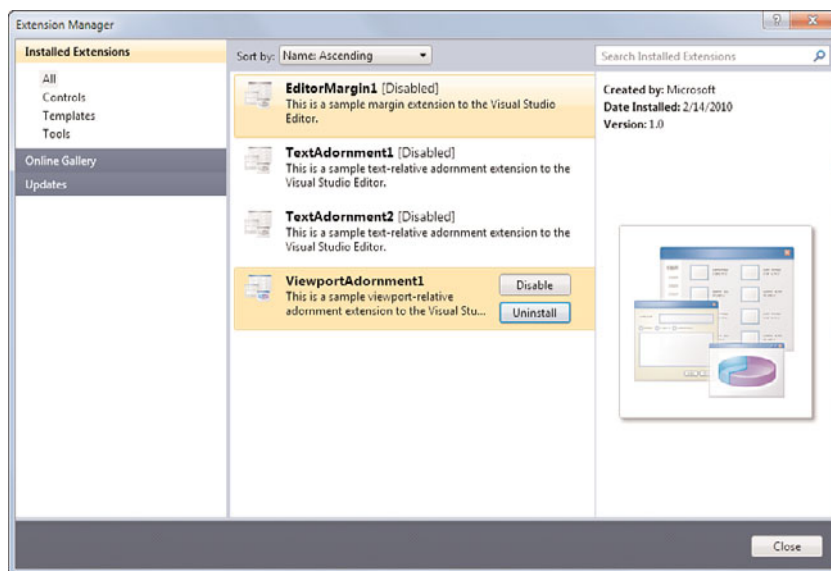 Extension Manager
Installed Extensions
All
Controls
Templates
Tools
Online Gallery
Updates
Sort by: Name: Ascending
EditorMargin1 [Disabled]
This is a sample margin extension to the Visual Studio
Editor.
TextAdornment1 [Disabled]
This is a sample text-relative adornment extension to the
Visual Studio Editor.
TextAdornment2 [Disabled]
This is a sample text-relative adornment extension to the
Visual Studio Editor.
ViewportAdornment1
This is a sample viewport-relative
adornment extension to the Visual Stu...
Disable
Uninstall
Search Installed Extensions
Created by: Microsoft
Date Installed: 2/14/2010
Version: 1.0
Close